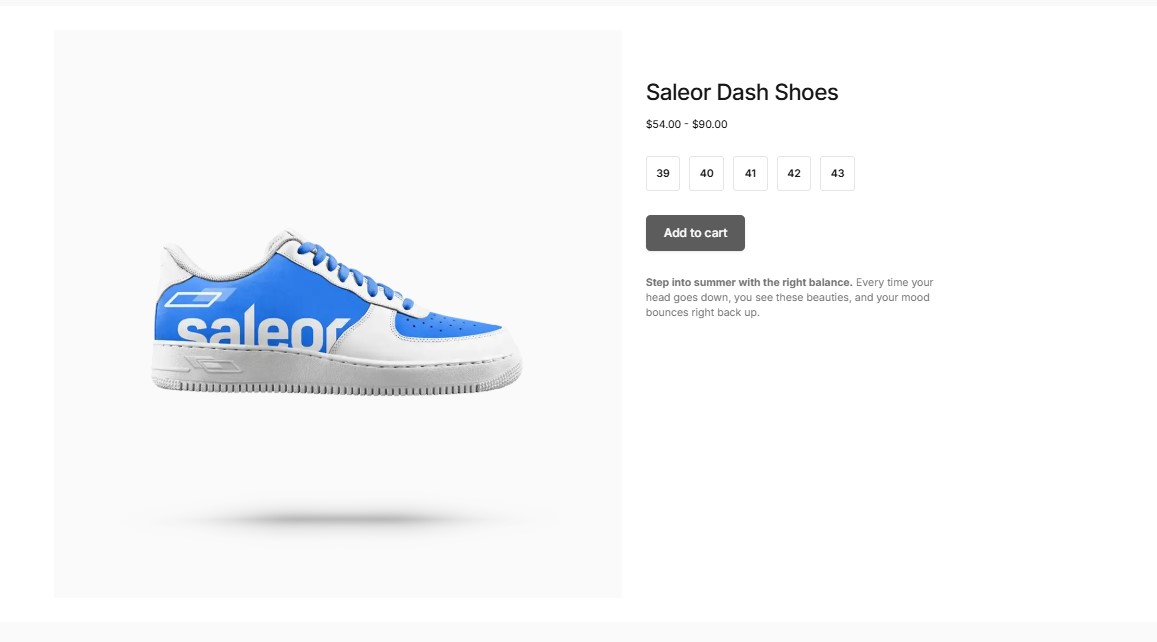 Saleor Dash Shoes
$54.00 - $90.00
39 40 41 42 43
Add to cart
Step into summer with the right balance. Every time your
head goes down, you see these beauties, and your mood
bounces right back up.
saleor